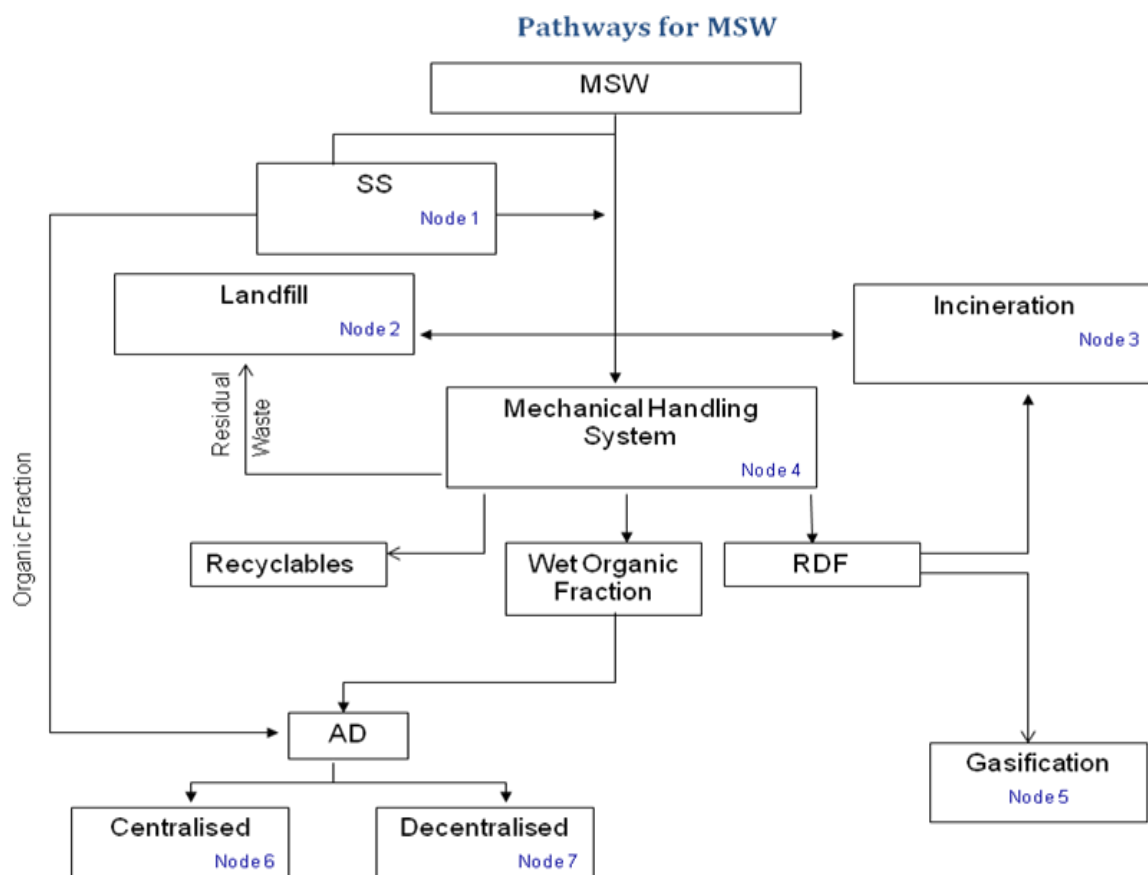 Pathways for MSW
MSW
SS
Node 1
Landfill
Node 2
Incineration
Node 3
Residual
Waste
Mechanical Handling
System
Node 4
Organic Fraction
Recyclables
Wet Organic
Fraction
RDF
AD
Gasification
Node 5
Centralised
Node 6
Decentralised
Node 7